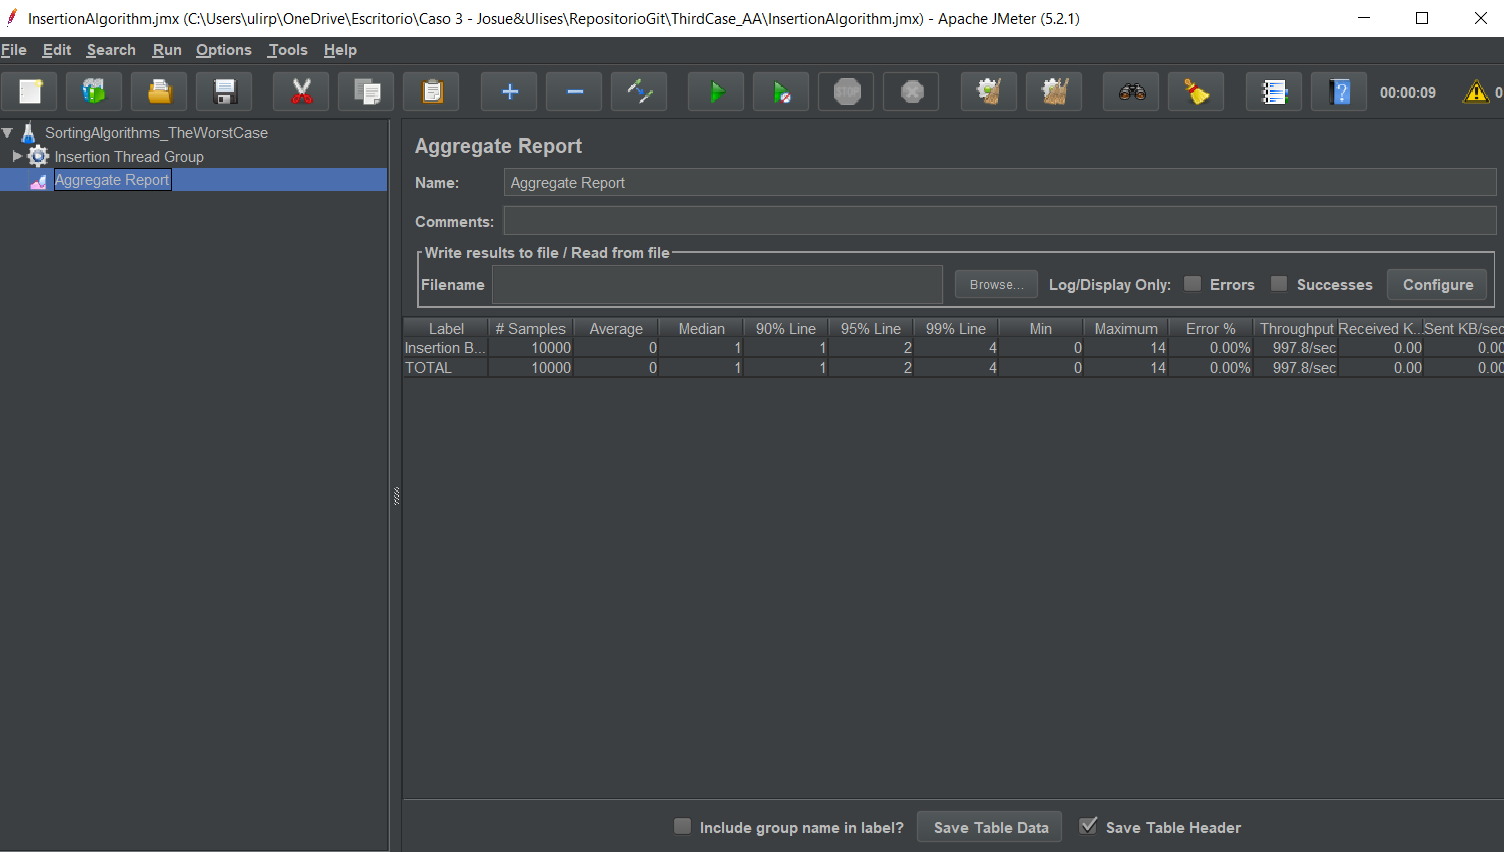 InsertionAlgorithm.jmx (C:\Users\ulirp\OneDrive\Escritorio\Caso 3 - Josue&Ulises\RepositorioGit\ThirdCase_AA\InsertionAlgorithm.jmx) - Apache JMeter (5.2.1)
File Edit Search Run Options Tools Help
STOP 00:00:09 0
SortingAlgorithms_TheWorstCase
Insertion Thread Group
Aggregate Report
Aggregate Report
Name: Aggregate Report
Comments:
Write results to file / Read from file
Filename Browse... Log/Display Only: Errors Successes Configure
Label # Samples Average Median 90% Line 95% Line 99% Line Min Maximum Error % Throughput Received K... Sent KB/sec
Insertion B... 10000 0 1 1 2 4 0 14 0.00% 997.8/sec 0.00 0.00
TOTAL 10000 0 1 1 2 4 0 14 0.00% 997.8/sec 0.00 0.00
Include group name in label? Save Table Data Save Table Header